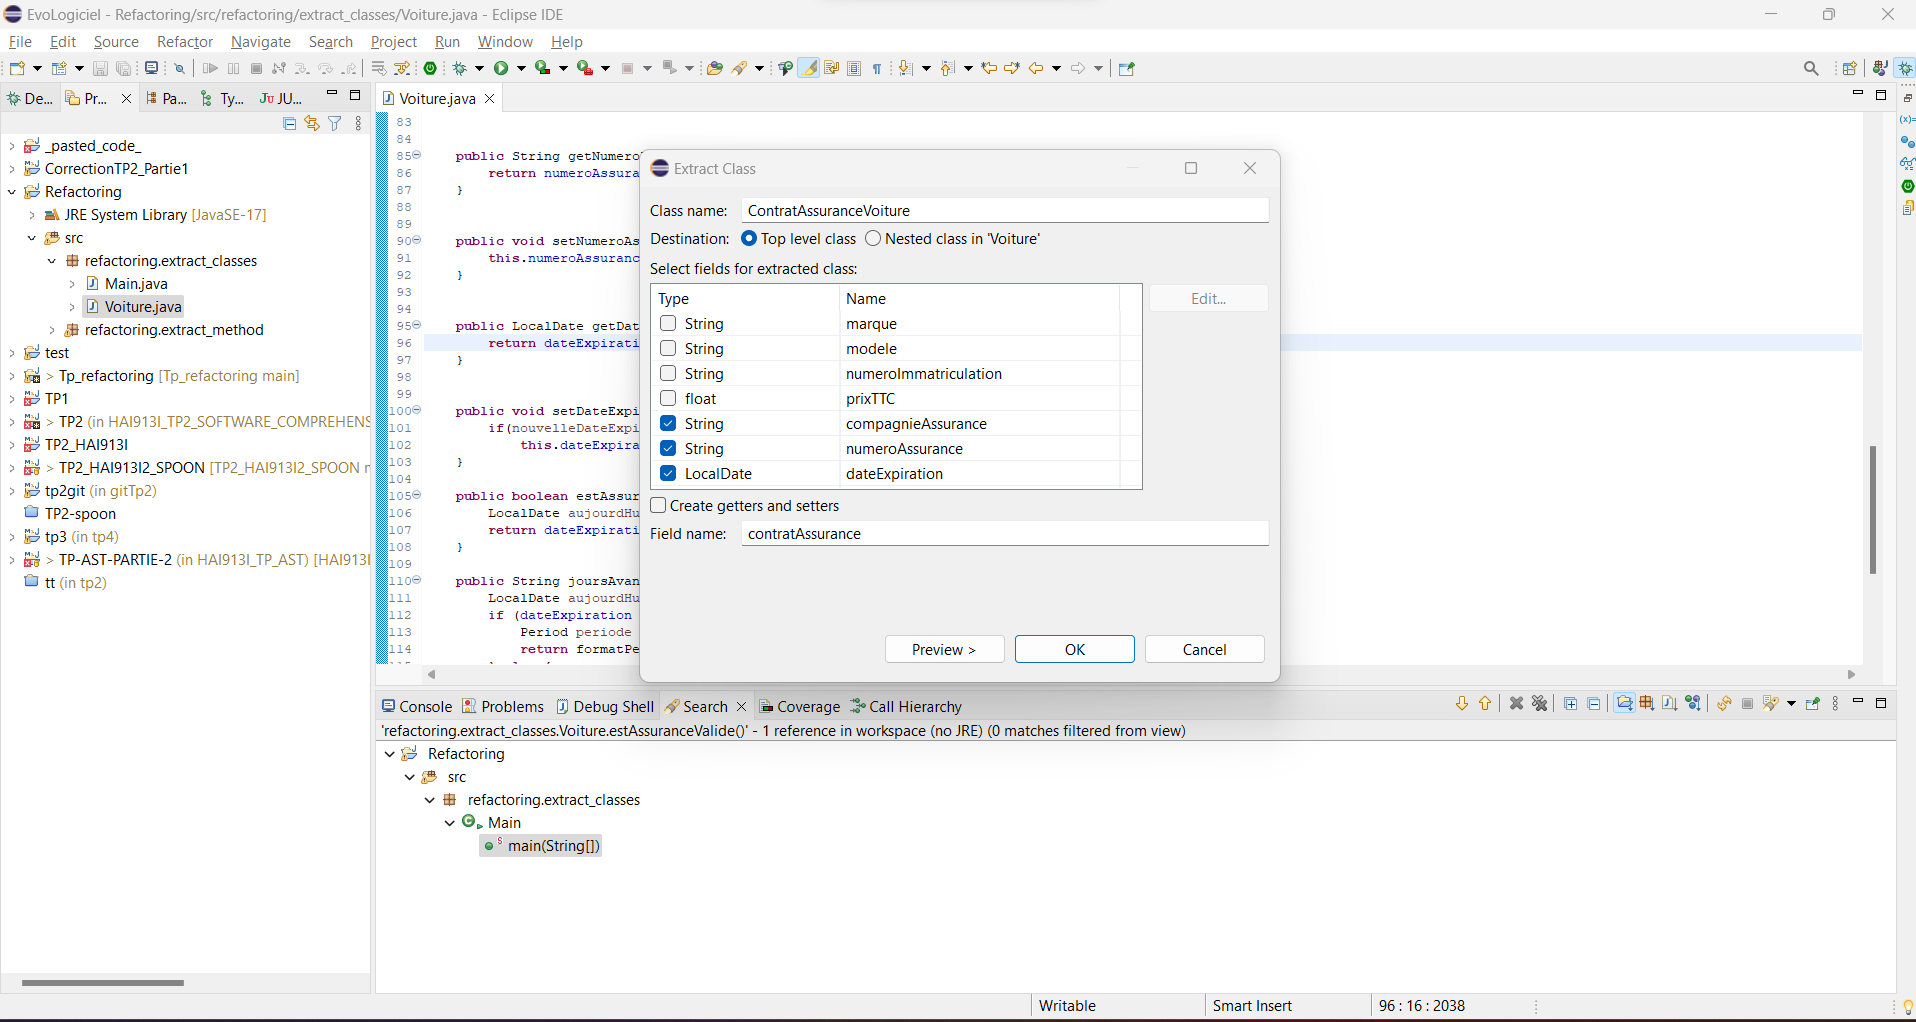 EvoLogiciel - Refactoring/src/refactoring/extract_classes/Voiture.java - Eclipse IDE
File Edit Source Refactor Navigate Search Project Run Window Help
De... Pr... Pa... Ty... JU...
_pasted_code_
CorrectionTP2_Partie1
Refactoring
JRE System Library [JavaSE-17]
src
refactoring.extract_classes
Main.java
Voiture.java
refactoring.extract_method
test
> Tp_refactoring [Tp_refactoring main]
TP1
> TP2 (in HAI913I_TP2_SOFTWARE_COMPREHENS
TP2_HAI913I
> TP2_HAI913I2_SPOON [TP2_HAI913I2_SPOON
tp2git (in gitTp2)
TP2-spoon
tp3 (in tp4)
> TP-AST-PARTIE-2 (in HAI913I_TP_AST) [HAI913I
tt (in tp2)
Voiture.java
83
84
85 public String getNumero
86 return numeroAssura
87 }
88
89
90 public void setNumeroAs
91 this.numeroAssuranc
92 }
93
94
95 public LocalDate getDat
96 return dateExpirati
97 }
98
99
100 public void setDateExpi
101 if(nouvelleDateExpi
102 this.dateExpira
103 }
104
105 public boolean estAssur
106 LocalDate aujourdHu
107 return dateExpirati
108 }
109
110 public String joursAvan
111 LocalDate aujourdHu
112 if (dateExpiration
113 Period periode
114 return formatPe
Extract Class
Class name: ContratAssuranceVoiture
Destination: Top level class Nested class in 'Voiture'
Select fields for extracted class:
Type Name
String marque
String modele
String numeroImmatriculation
float prixTTC
String compagnieAssurance
String numeroAssurance
LocalDate dateExpiration
Edit...
Create getters and setters
Field name: contratAssurance
Preview > OK Cancel
Console Problems Debug Shell Search Coverage Call Hierarchy
'refactoring.extract_classes.Voiture.estAssuranceValide()' - 1 reference in workspace (no JRE) (0 matches filtered from view)
Refactoring
src
refactoring.extract_classes
Main
main(String[])
Writable Smart Insert 96 : 16 : 2038